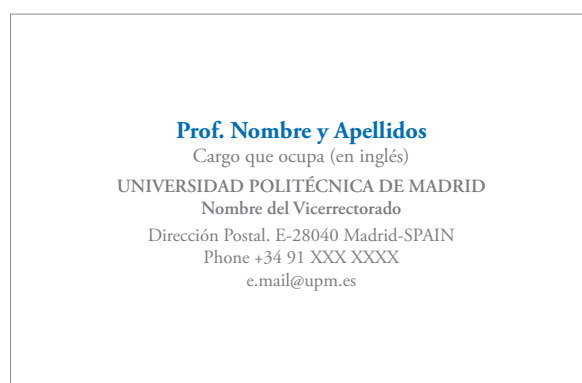 Prof. Nombre y Apellidos
Cargo que ocupa (en inglés)
UNIVERSIDAD POLITÉCNICA DE MADRID
Nombre del Vicerrectorado
Dirección Postal. E-28040 Madrid-SPAIN
Phone +34 91 XXX XXXX
e.mail@upm.es